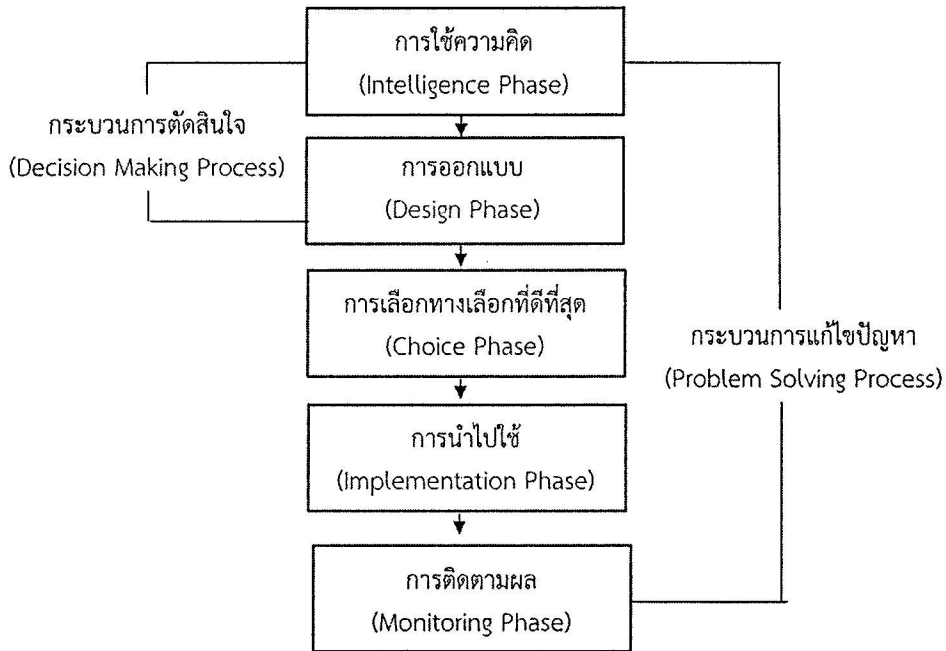 การใช้ความคิด
(Intelligence Phase)
กระบวนการตัดสินใจ
(Decision Making Process)
การออกแบบ
(Design Phase)
การเลือกทางเลือกที่ดีที่สุด
(Choice Phase)
กระบวนการแก้ไขปัญหา
(Problem Solving Process)
การนำไปใช้
(Implementation Phase)
การติดตามผล
(Monitoring Phase)